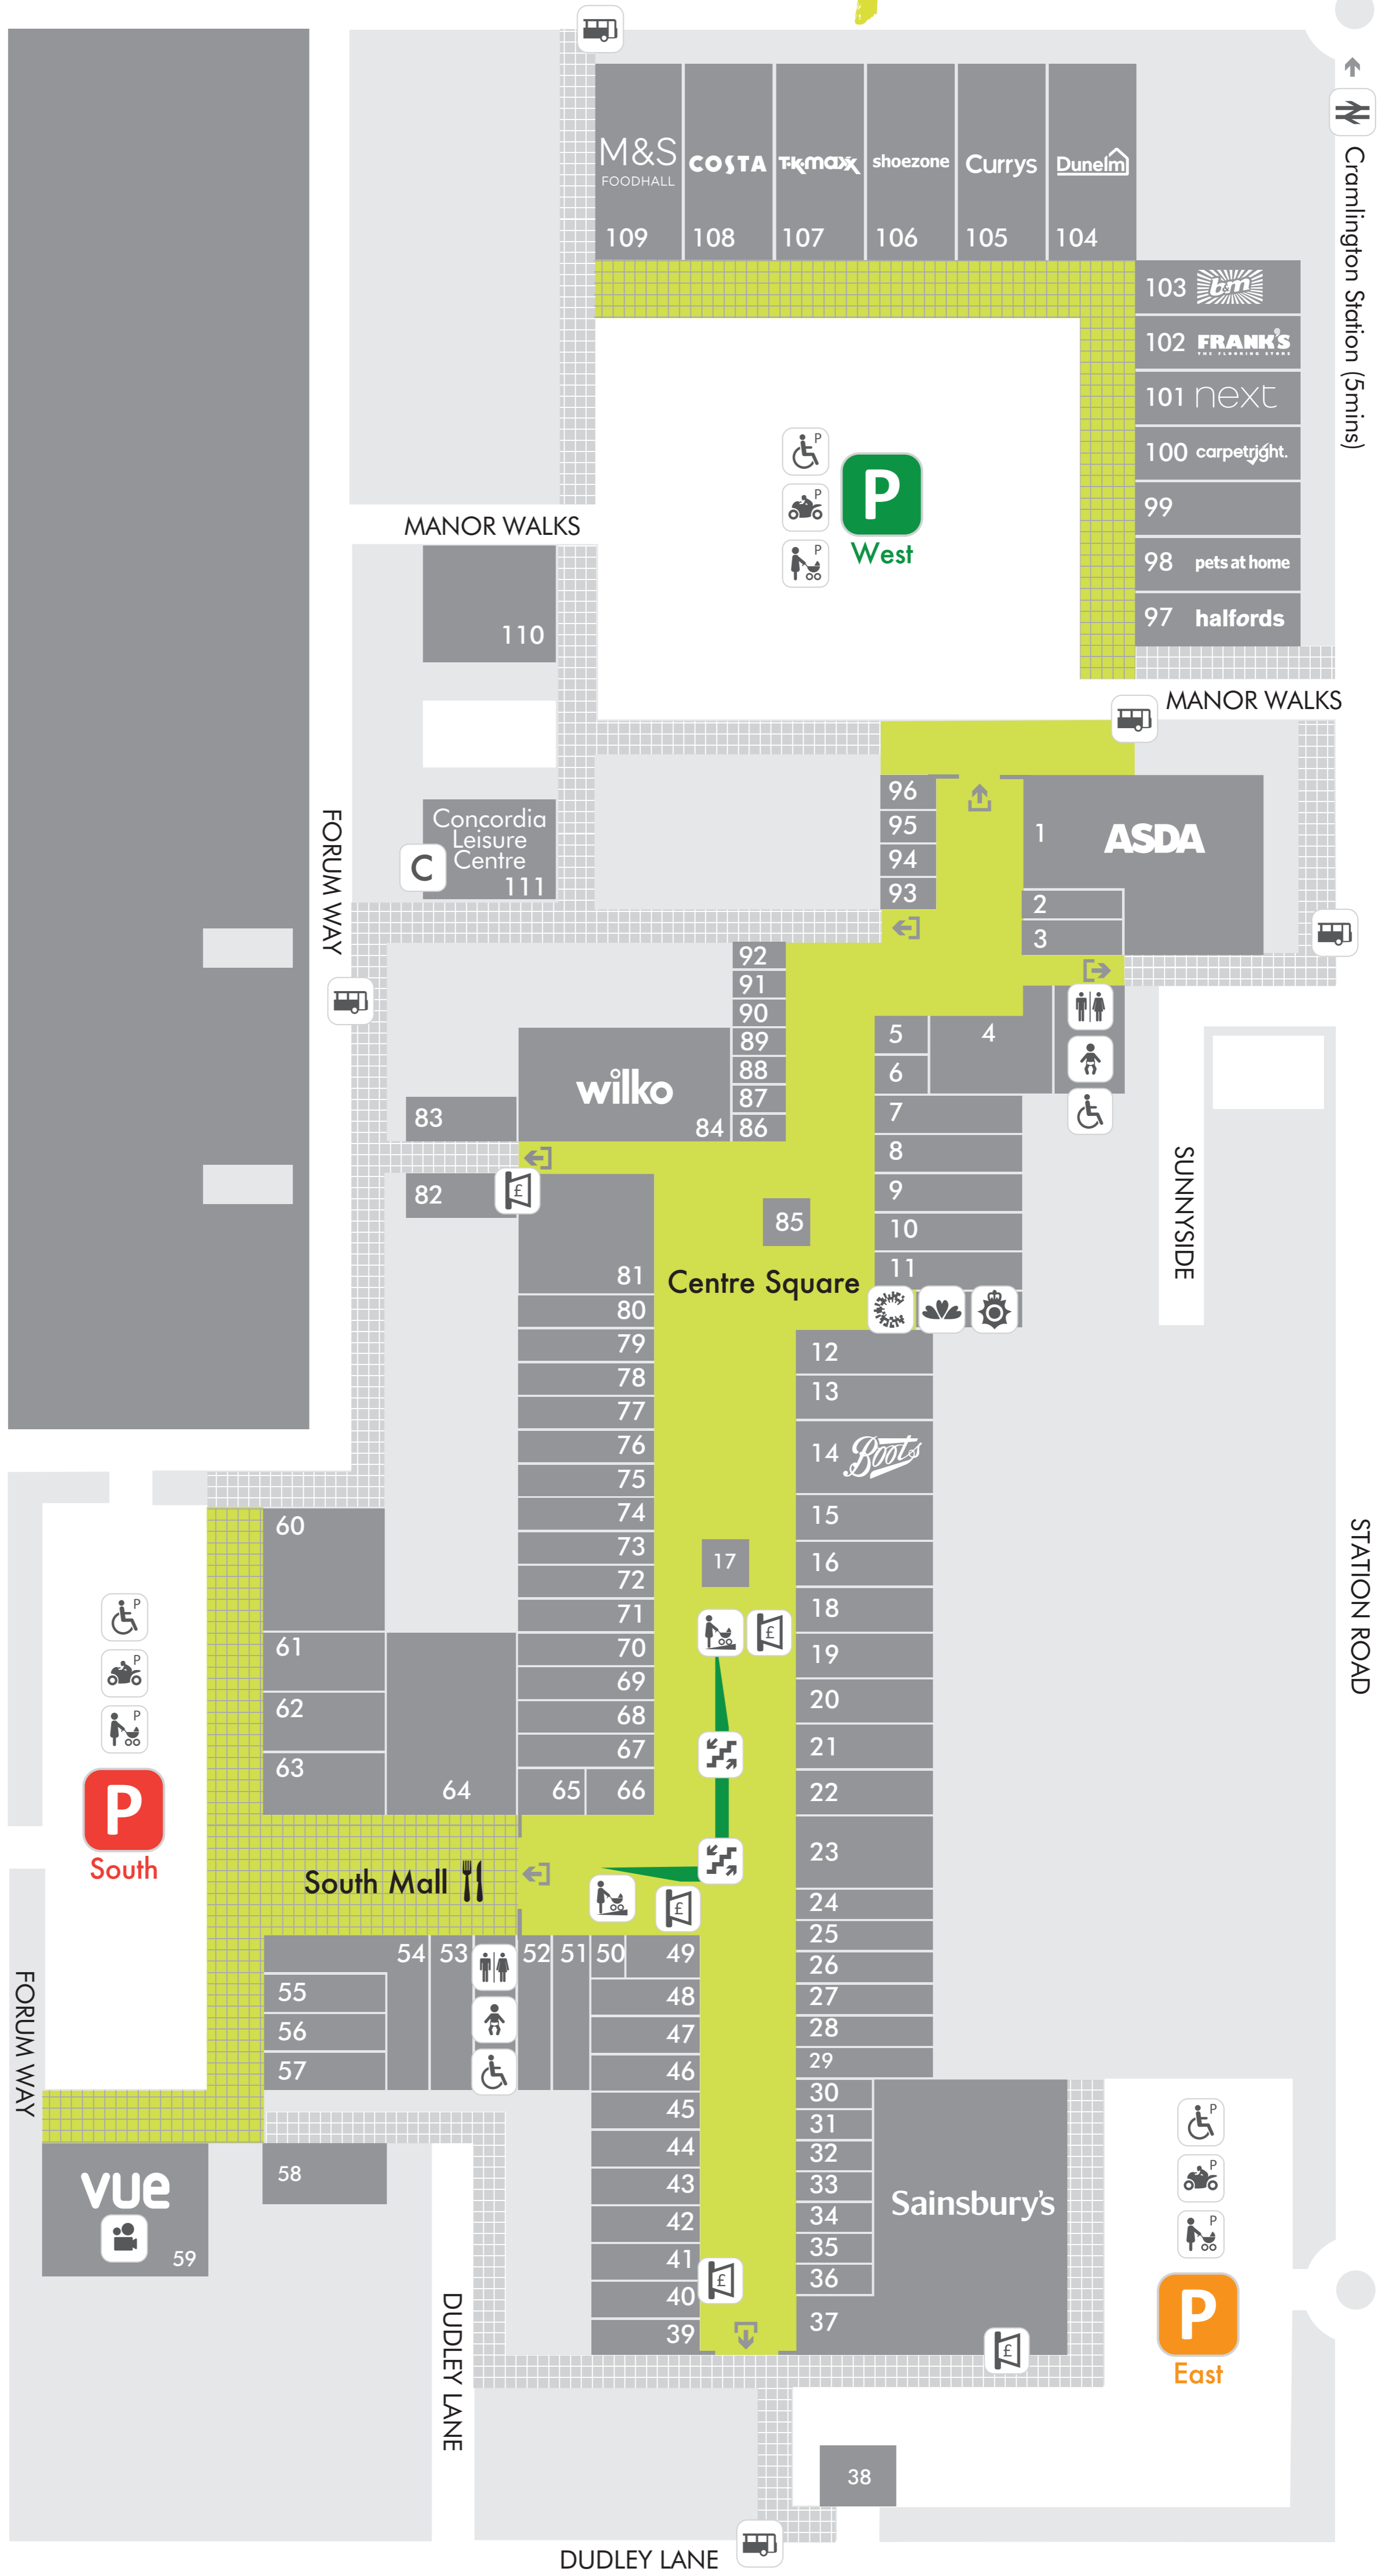 M&S
FOODHALL
109
COSTA
108
T·K·maxx
107
shoezone
106
Currys
105
Dunelm
104
Cramlington Station (5mins)
103 b&m
102 FRANK'S
THE FLOORING STORE
101 next
100 carpetright.
99
98 pets at home
97 halfords
P
P
P
P
West
MANOR WALKS
110
MANOR WALKS
FORUM WAY
Concordia
Leisure
Centre
111
C
96
95
94
93
1 ASDA
2
3
92
91
90
89
88
87
86
wilko
84
83
82
£
5
6
4
7
8
9
10
11
85
Centre Square
SUNNYSIDE
81
80
79
78
77
76
75
74
73
72
71
70
69
68
67
66
65
64
12
13
14 Boots
15
16
17
18
19
20
21
22
23
24
25
26
27
28
29
30
31
32
33
34
35
36
37
£
STATION ROAD
60
61
62
63
P
P
P
P
South
South Mall
£
54
53
52
51
50
49
48
47
46
45
44
43
42
41
40
39
£
55
56
57
58
FORUM WAY
vue
59
Sainsbury's
£
P
P
P
P
East
DUDLEY LANE
38
DUDLEY LANE